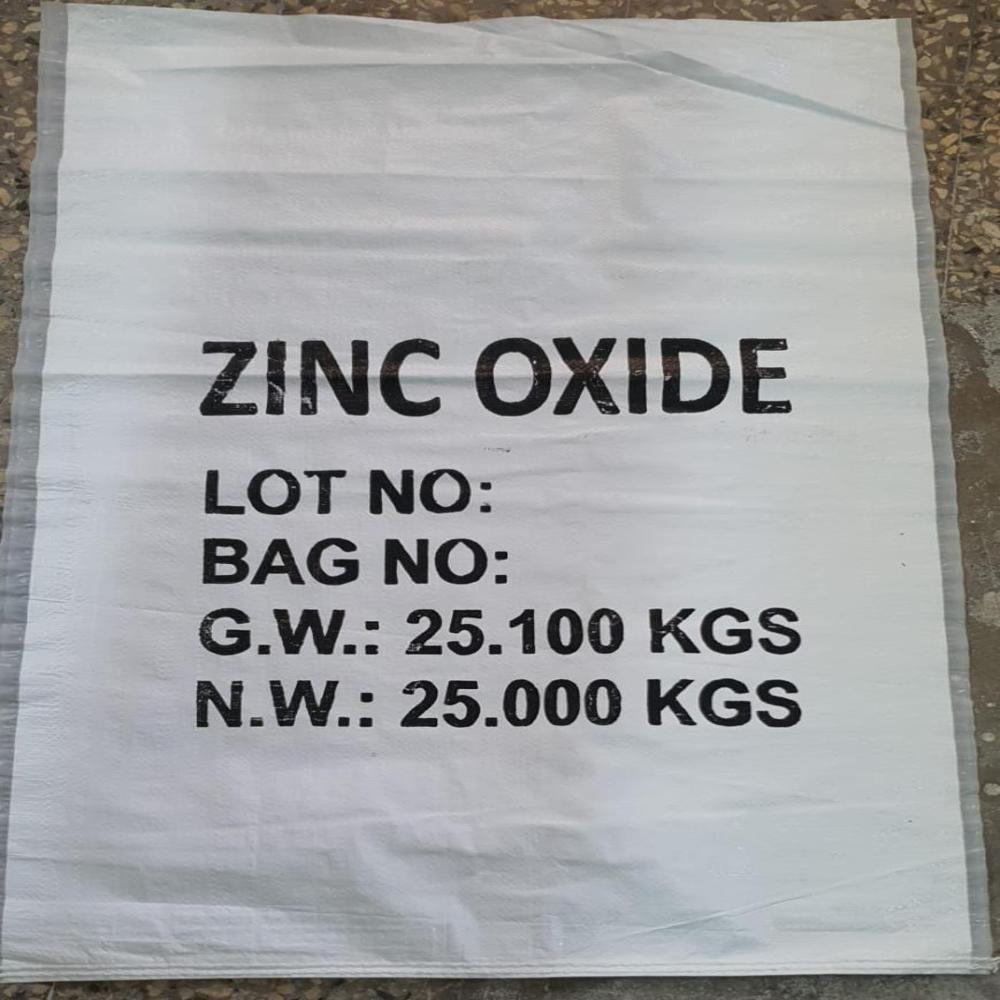 ZINC OXIDE
LOT NO:
BAG NO:
G.W.: 25.100 KGS
N.W.: 25.000 KGS